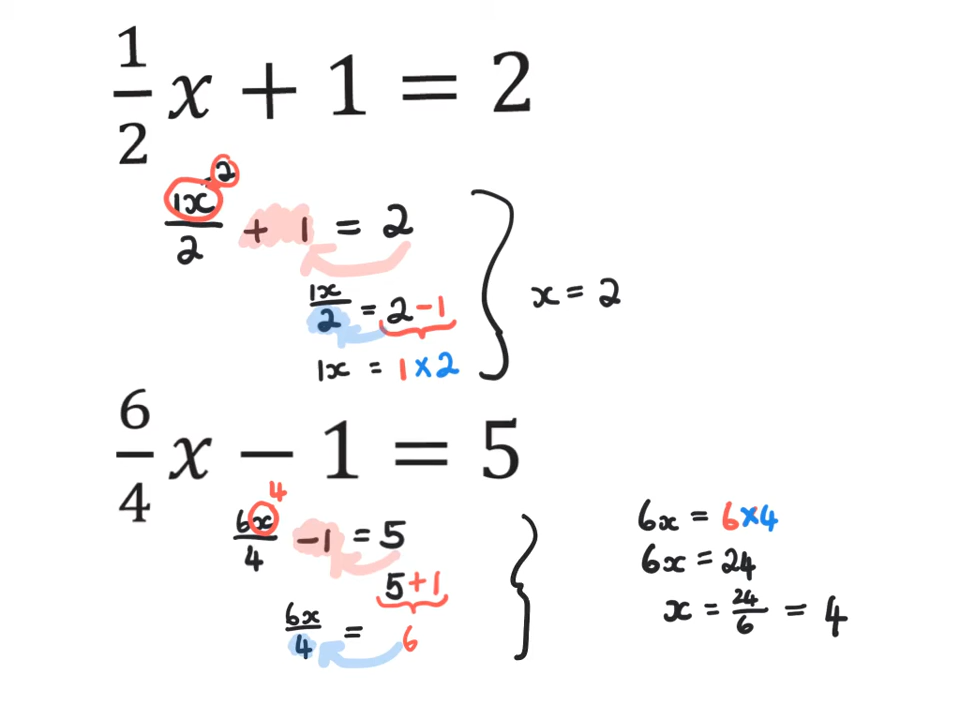 1/2 x + 1 = 2
2
1x/2 + 1 = 2
1x/2 = 2 - 1
1x = 1 × 2
x = 2
6/4 x − 1 = 5
4
6x/4 - 1 = 5
5 + 1
6x/4 = 6
6x = 6 × 4
6x = 24
x = 24/6 = 4